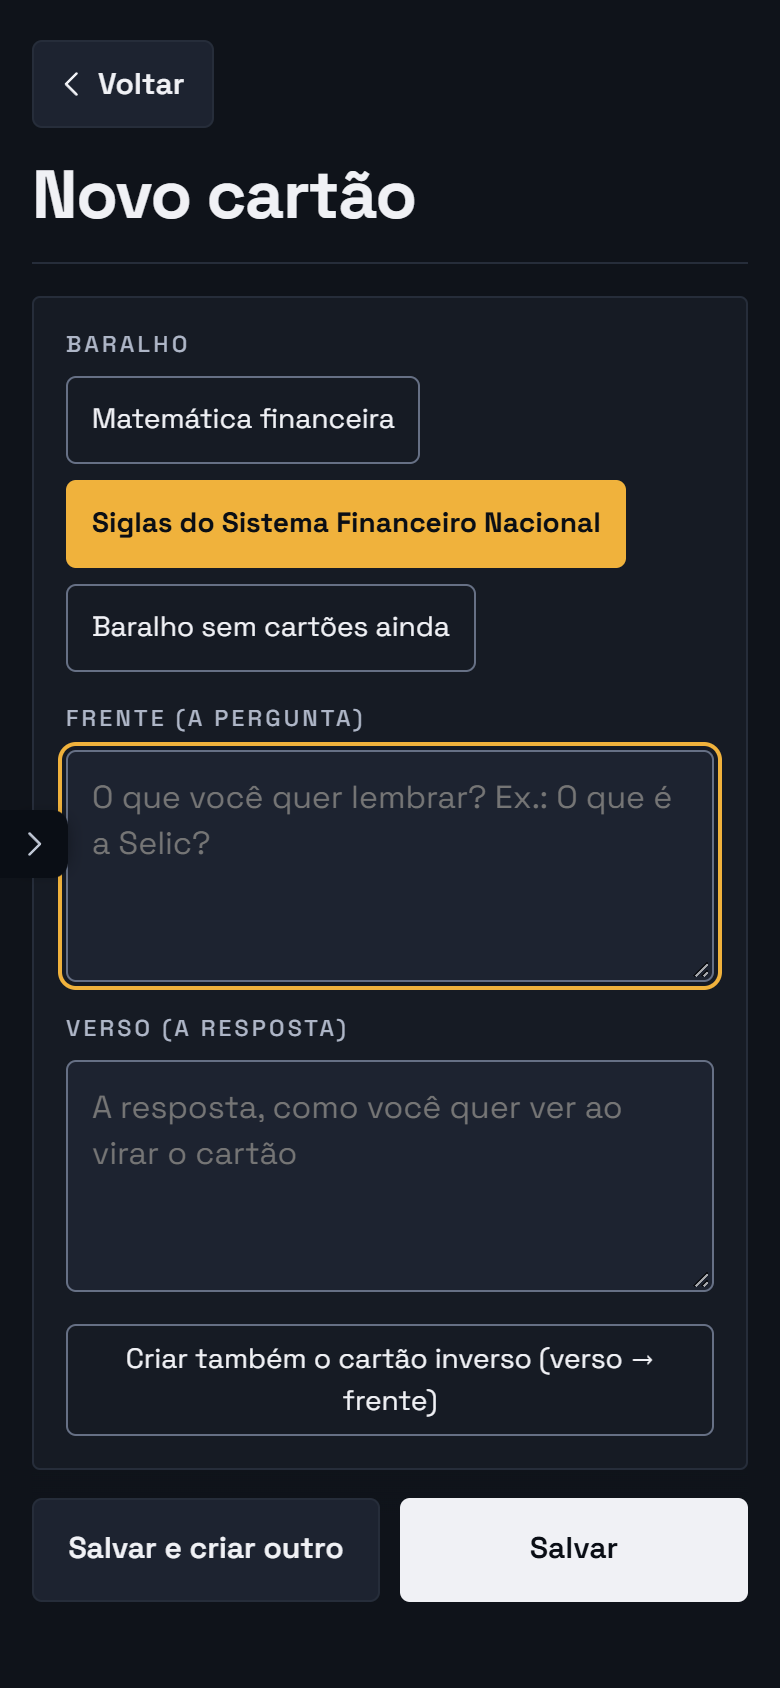 Voltar
Novo cartão
BARALHO
Matemática financeira
Siglas do Sistema Financeiro Nacional
Baralho sem cartões ainda
FRENTE (A PERGUNTA)
O que você quer lembrar? Ex.: O que é
a Selic?
VERSO (A RESPOSTA)
A resposta, como você quer ver ao
virar o cartão
Criar também o cartão inverso (verso →
frente)
Salvar e criar outro
Salvar